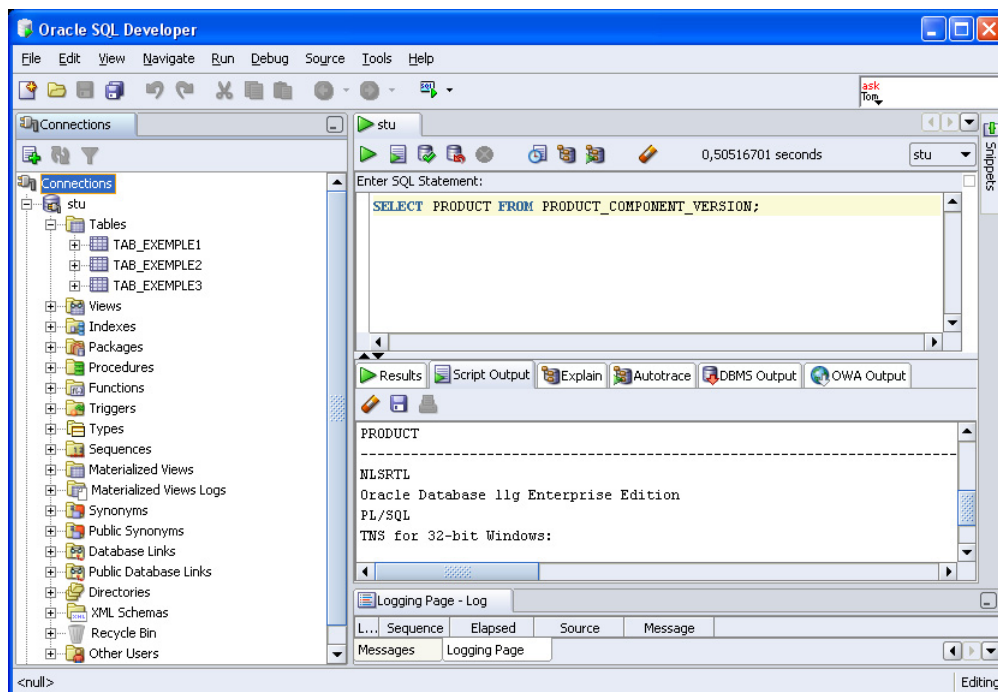 Oracle SQL Developer
File Edit View Navigate Run Debug Source Tools Help
ask
Tom
Connections
stu
0,50516701 seconds
stu
Snippets
Connections
stu
Tables
TAB_EXEMPLE1
TAB_EXEMPLE2
TAB_EXEMPLE3
Views
Indexes
Packages
Procedures
Functions
Triggers
Types
Sequences
Materialized Views
Materialized Views Logs
Synonyms
Public Synonyms
Database Links
Public Database Links
Directories
XML Schemas
Recycle Bin
Other Users
Enter SQL Statement:
SELECT PRODUCT FROM PRODUCT_COMPONENT_VERSION;
Results Script Output Explain Autotrace DBMS Output OWA Output
PRODUCT
--------------------------------------------------------------------------------
NLSRTL
Oracle Database 11g Enterprise Edition
PL/SQL
TNS for 32-bit Windows:
Logging Page - Log
L... Sequence Elapsed Source Message
Messages Logging Page
<null> Editing